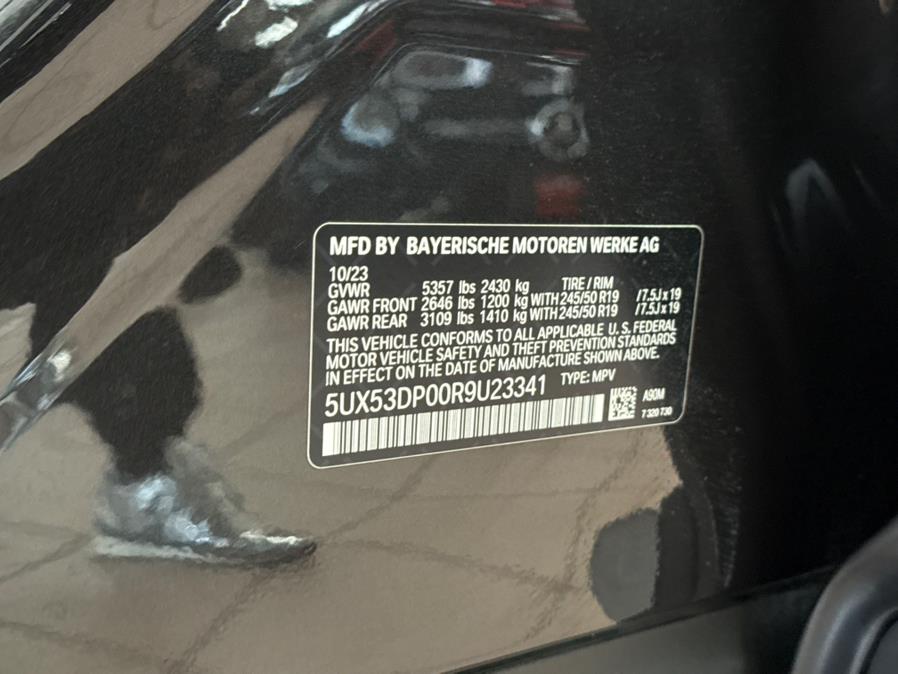 MFD BY BAYERISCHE MOTOREN WERKE AG
10/23 TIRE / RIM
GVWR 5357 lbs 2430 kg
GAWR FRONT 2646 lbs 1200 kg WITH 245/50 R19 /7.5J x 19
GAWR REAR 3109 lbs 1410 kg WITH 245/50 R19 /7.5J x 19
THIS VEHICLE CONFORMS TO ALL APPLICABLE U. S. FEDERAL
MOTOR VEHICLE SAFETY AND THEFT PREVENTION STANDARDS
IN EFFECT ON THE DATE OF MANUFACTURE SHOWN ABOVE.
5UX53DP00R9U23341 TYPE: MPV
A90M
7 320 730